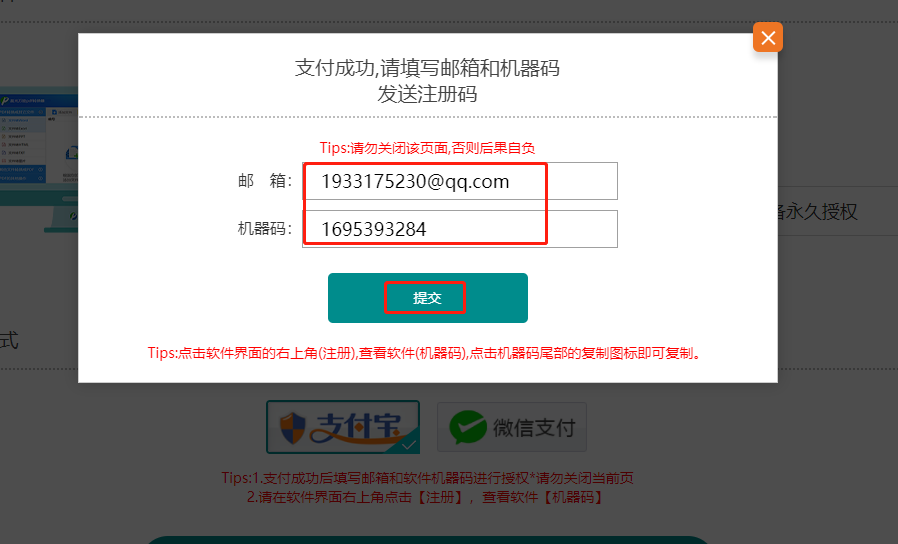 支付成功,请填写邮箱和机器码
发送注册码
Tips:请勿关闭该页面,否则后果自负
邮 箱： 1933175230@qq.com
机器码： 1695393284
备永久授权
提交
式
Tips:点击软件界面的右上角(注册),查看软件(机器码),点击机器码尾部的复制图标即可复制。
支付宝
微信支付
Tips:1.支付成功后填写邮箱和软件机器码进行授权*请勿关闭当前页
2.请在软件界面右上角点击【注册】，查看软件【机器码】